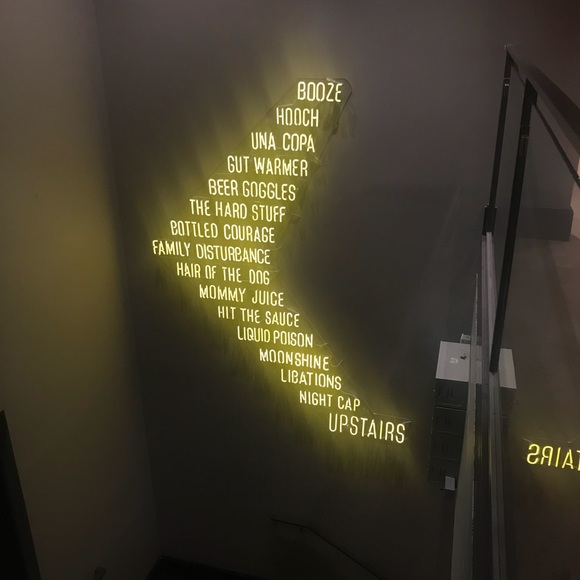 BOOZE
HOOCH
UNA COPA
GUT WARMER
BEER GOGGLES
THE HARD STUFF
BOTTLED COURAGE
FAMILY DISTURBANCE
HAIR OF THE DOG
MOMMY JUICE
HIT THE SAUCE
LIQUID POISON
MOONSHINE
LIBATIONS
NIGHT CAP
UPSTAIRS
TAIRS